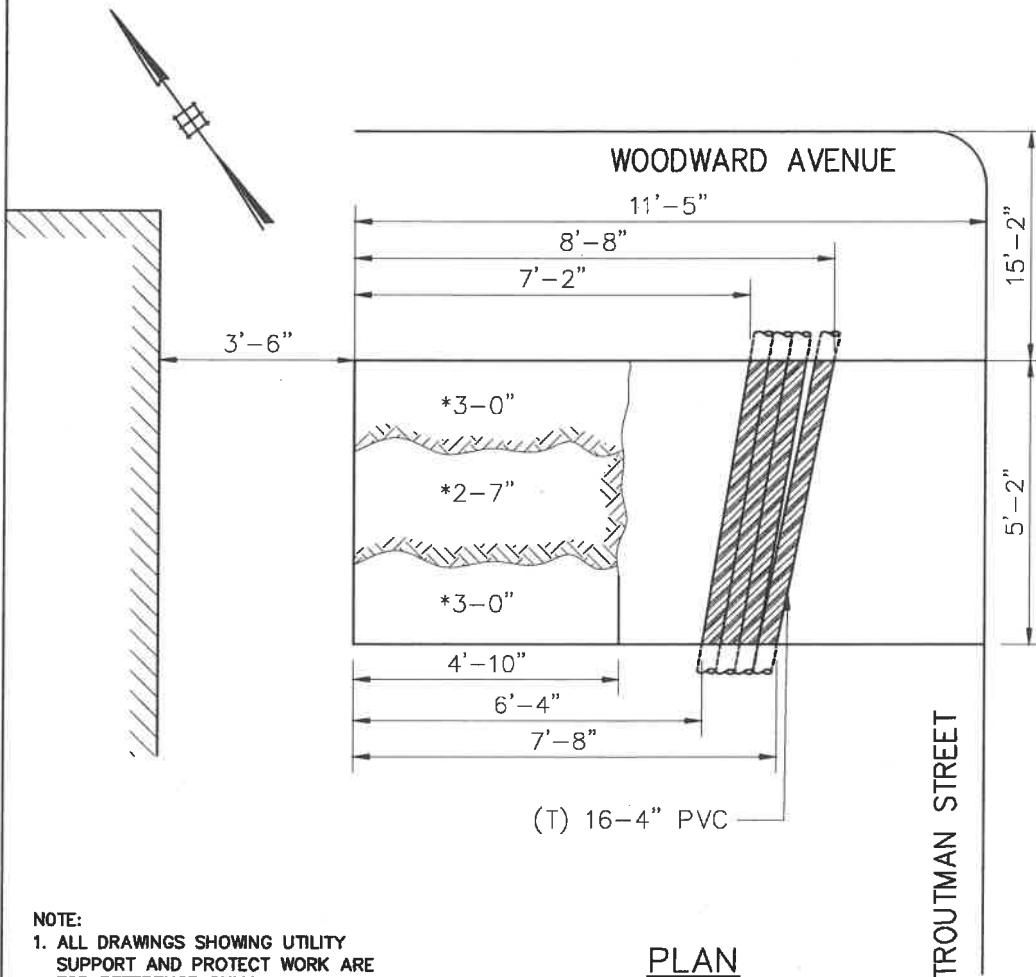 WOODWARD AVENUE
11'-5"
8'-8"
7'-2"
15'-2"
3'-6"
*3-0"
*2-7"
5'-2"
*3-0"
4'-10"
6'-4"
7'-8"
(T) 16-4" PVC
TROUTMAN STREET
NOTE:
1. ALL DRAWINGS SHOWING UTILITY
SUPPORT AND PROTECT WORK ARE
PLAN